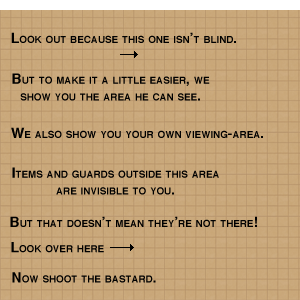 Look out because this one isn't blind.
But to make it a little easier, we
show you the area he can see.
We also show you your own viewing-area.
Items and guards outside this area
are invisible to you.
But that doesn't mean they're not there!
Look over here
Now shoot the bastard.